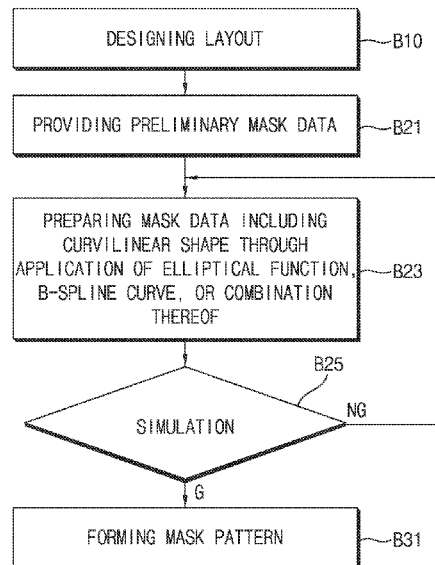 DESIGNING LAYOUT
B10
PROVIDING PRELIMINARY MASK DATA
B21
PREPARING MASK DATA INCLUDING
CURVILINEAR SHAPE THROUGH
APPLICATION OF ELLIPTICAL FUNCTION,
B-SPLINE CURVE, OR COMBINATION
THEREOF
B23
B25
SIMULATION
NG
G
FORMING MASK PATTERN
B31